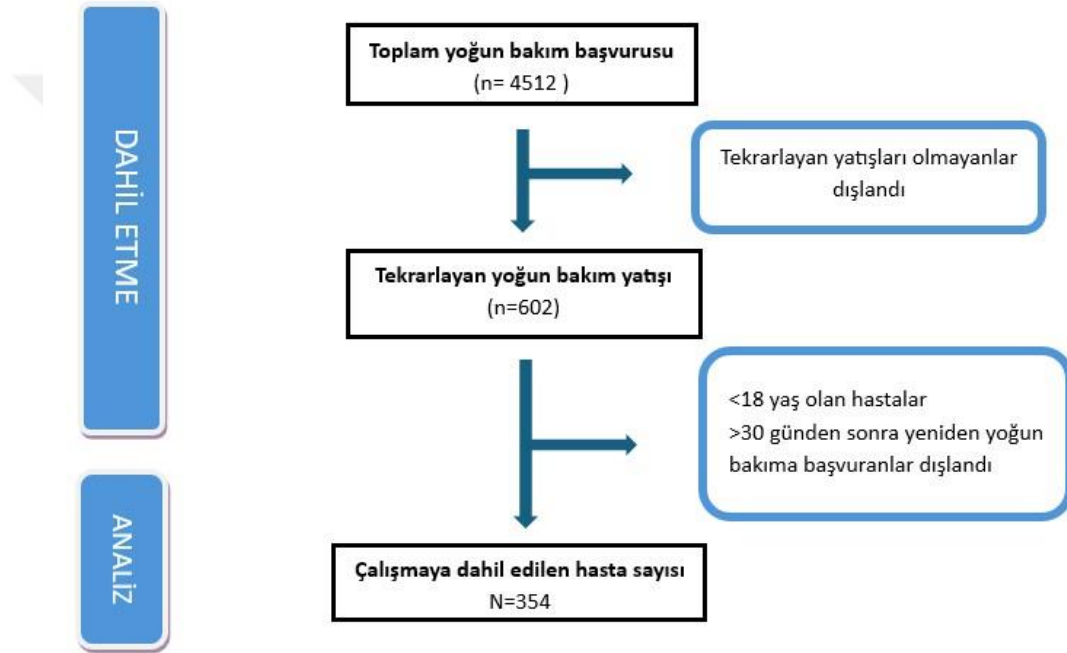 DAHİL ETME
Toplam yoğun bakım başvurusu
(n= 4512 )
Tekrarlayan yatışları olmayanlar
dışlandı
Tekrarlayan yoğun bakım yatışı
(n=602)
<18 yaş olan hastalar
>30 günden sonra yeniden yoğun
bakıma başvuranlar dışlandı
ANALİZ
Çalışmaya dahil edilen hasta sayısı
N=354